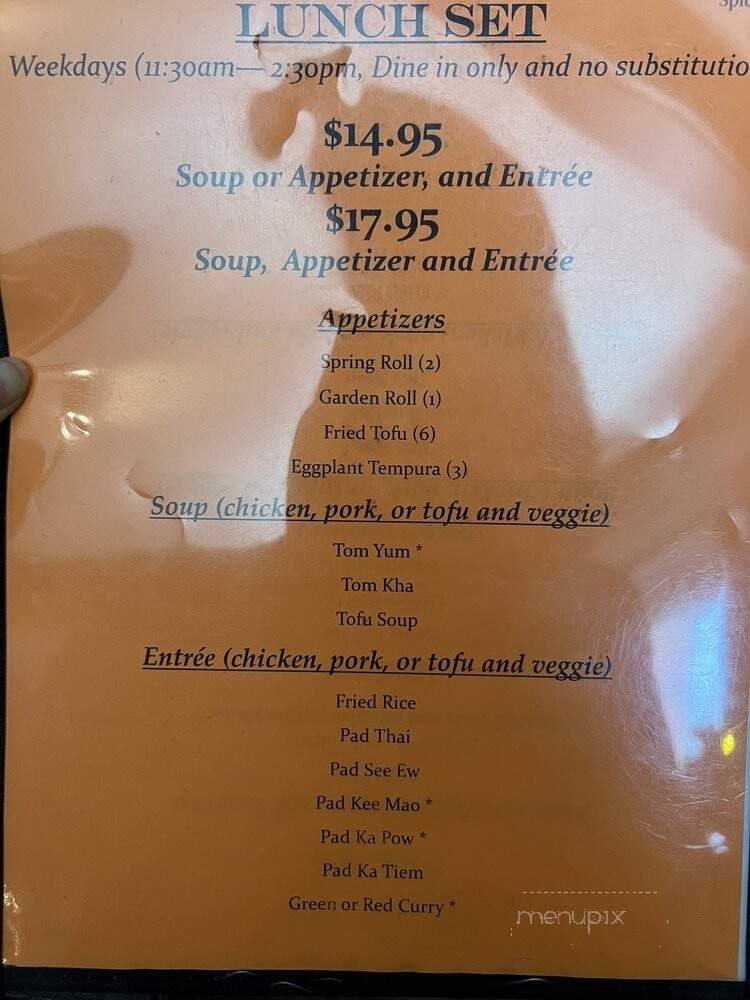 LUNCH SET
Weekdays (11:30am— 2:30pm, Dine in only and no
$14.95
Soup or Appetizer, and Entrée
$17.95
Soup, Appetizer and Entrée
Appetizers
Spring Roll (2)
Garden Roll (1)
Fried Tofu (6)
Eggplant Tempura (3)
Soup (chicken, pork, or tofu and veggie)
Tom Yum *
Tom Kha
Tofu Soup
Entrée (chicken, pork, or tofu and veggie)
Fried Rice
Pad Thai
Pad See Ew
Pad Kee Mao *
Pad Ka Pow *
Pad Ka Tiem
Green or Red Curry *
menupix